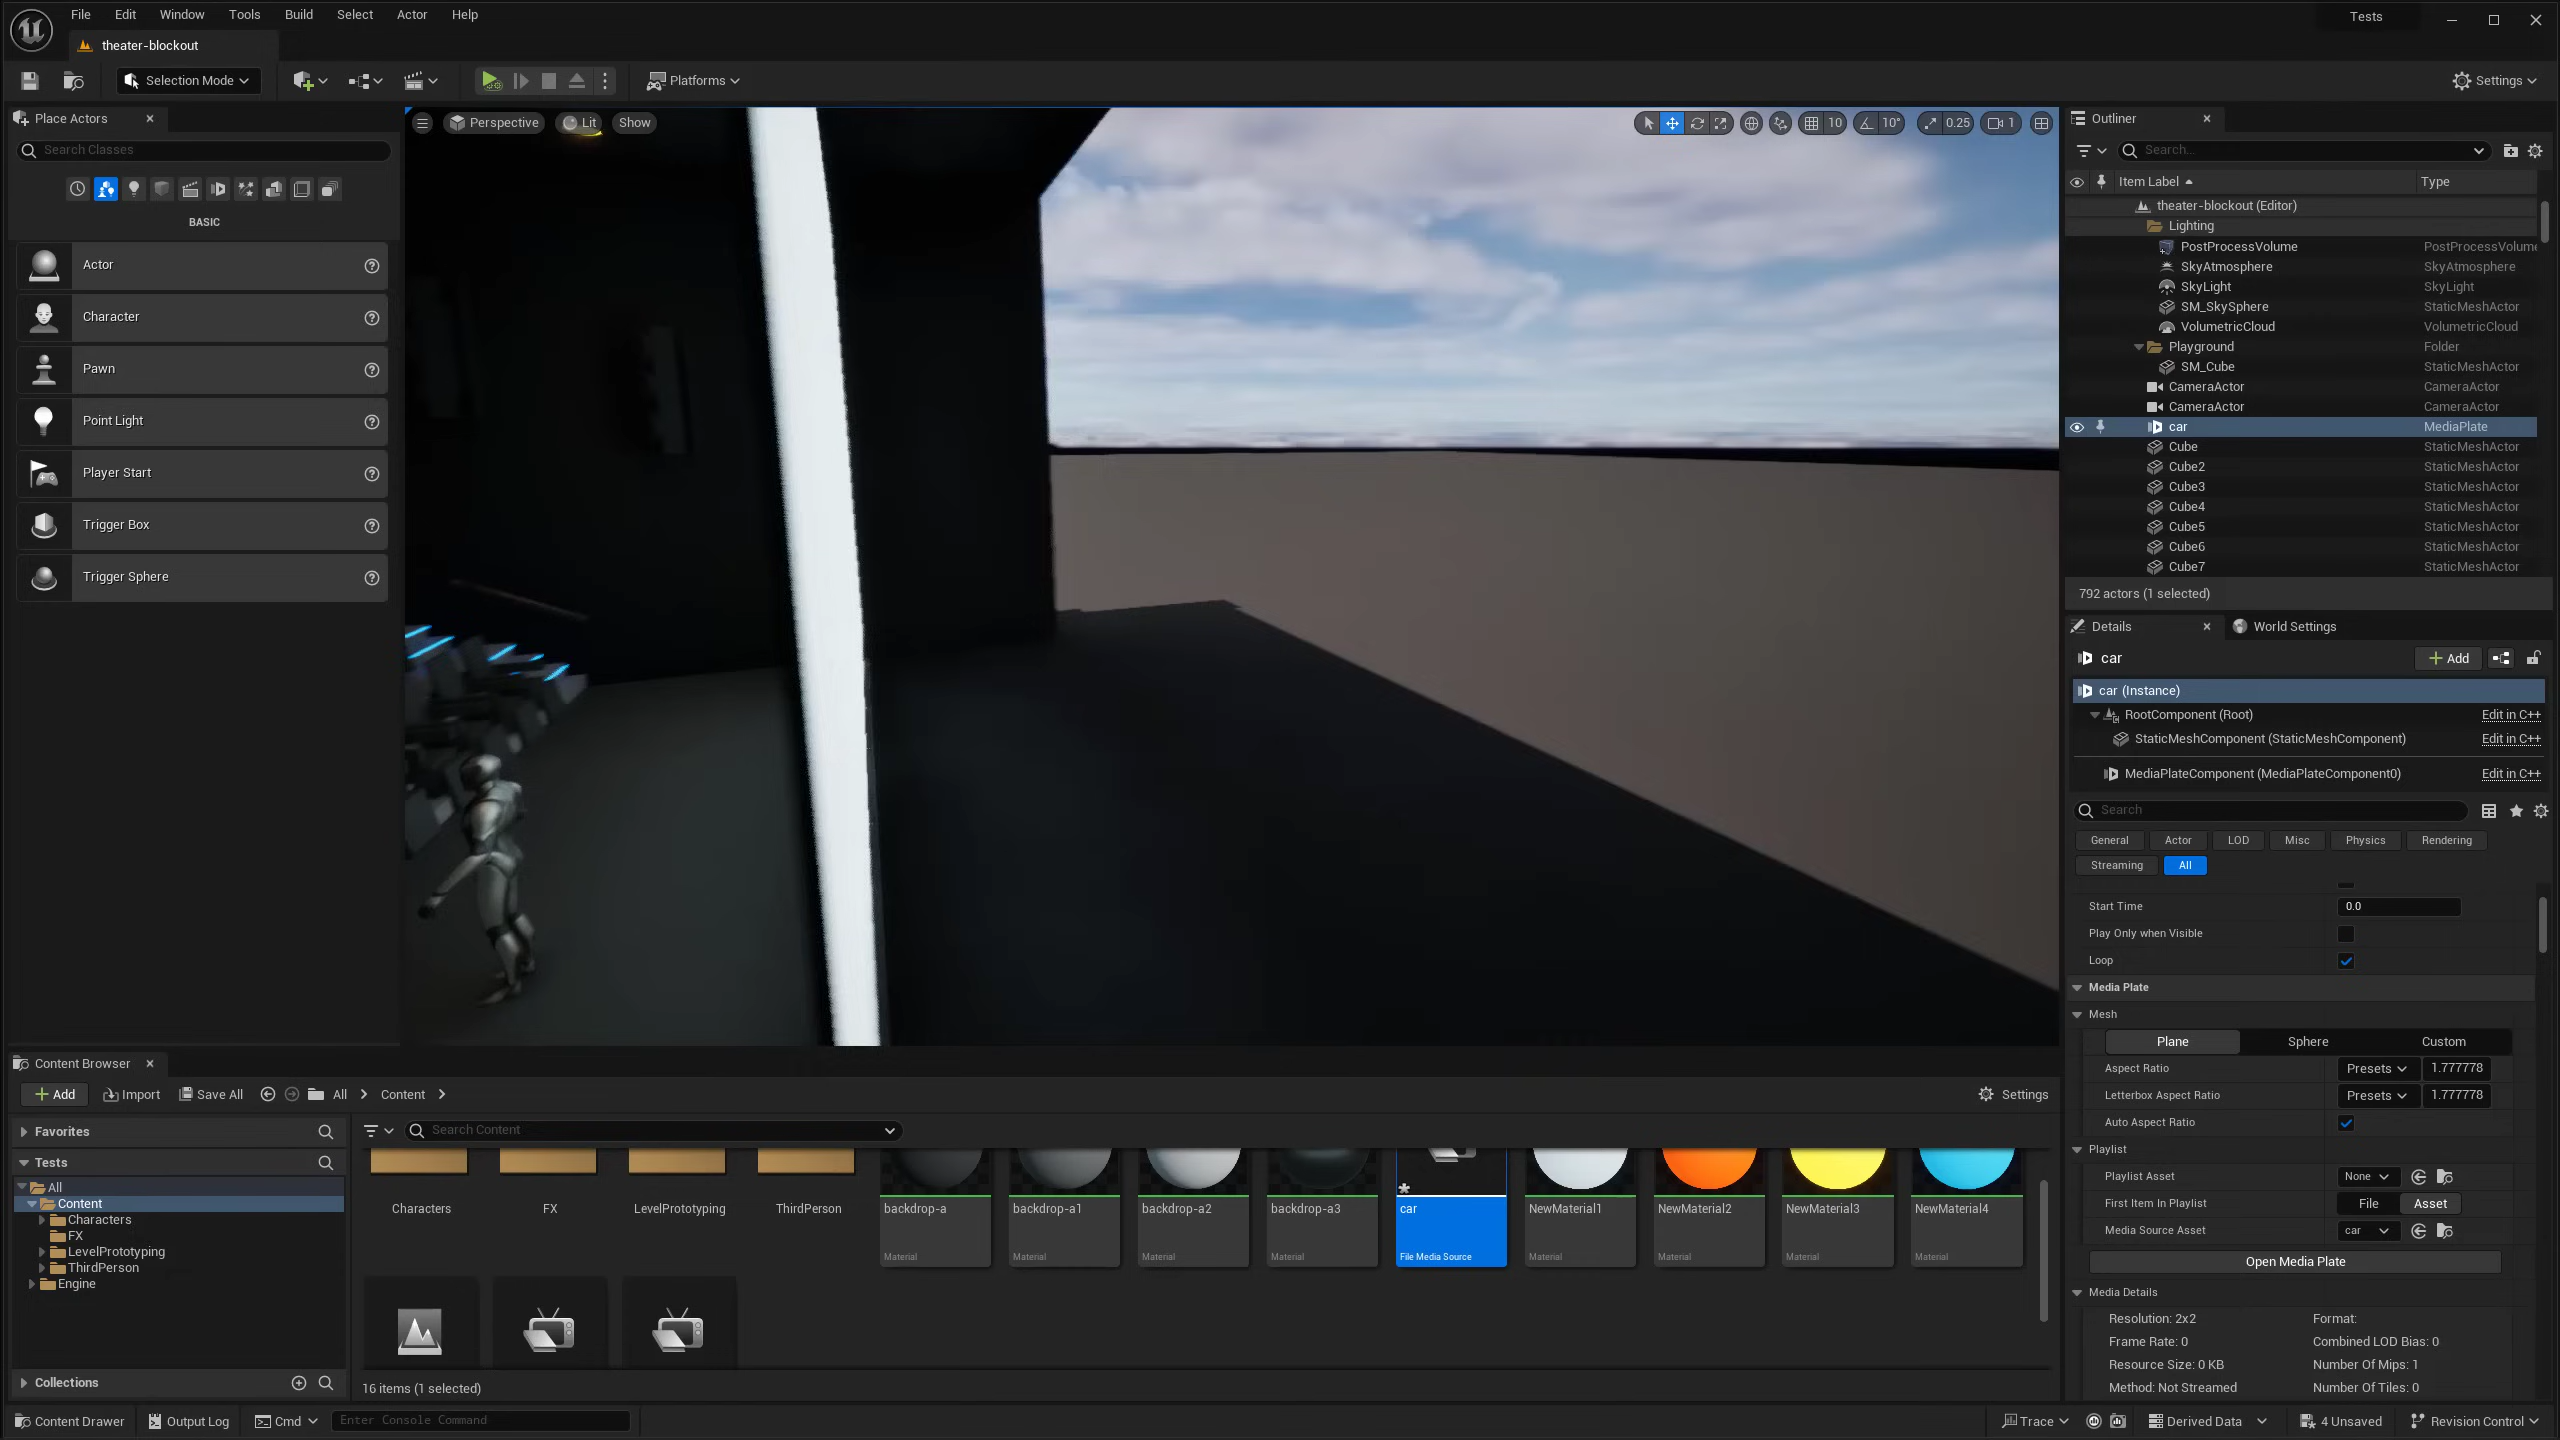 File Edit Window Tools Build Select Actor Help
Tests
theater-blockout
Selection Mode
Platforms
Settings
Place Actors
Search Classes
BASIC
Actor
Character
Pawn
Point Light
Player Start
Trigger Box
Trigger Sphere
Perspective Lit Show
10 10° 0.25 1
Outliner
Search...
Item Label Type
theater-blockout (Editor)
Lighting
PostProcessVolume PostProcessVolume
SkyAtmosphere SkyAtmosphere
SkyLight SkyLight
SM_SkySphere StaticMeshActor
VolumetricCloud VolumetricCloud
Playground Folder
SM_Cube StaticMeshActor
CameraActor CameraActor
CameraActor CameraActor
car MediaPlate
Cube StaticMeshActor
Cube2 StaticMeshActor
Cube3 StaticMeshActor
Cube4 StaticMeshActor
Cube5 StaticMeshActor
Cube6 StaticMeshActor
Cube7 StaticMeshActor
792 actors (1 selected)
Details World Settings
car Add
car (Instance)
RootComponent (Root) Edit in C++
StaticMeshComponent (StaticMeshComponent) Edit in C++
MediaPlateComponent (MediaPlateComponent0) Edit in C++
Search
General Actor LOD Misc Physics Rendering
Streaming All
Start Time 0.0
Play Only when Visible
Loop
Media Plate
Mesh
Plane Sphere Custom
Aspect Ratio Presets 1.777778
Letterbox Aspect Ratio Presets 1.777778
Auto Aspect Ratio
Playlist
Playlist Asset None
First Item In Playlist File Asset
Media Source Asset car
Open Media Plate
Media Details
Resolution: 2x2 Format:
Frame Rate: 0 Combined LOD Bias: 0
Resource Size: 0 KB Number Of Mips: 1
Method: Not Streamed Number Of Tiles: 0
Content Browser
Add Import Save All All Content
Settings
Favorites
Tests
All
Content
Characters
FX
LevelPrototyping
ThirdPerson
Engine
Collections
Search Content
Characters FX LevelPrototyping ThirdPerson backdrop-a backdrop-a1 backdrop-a2 backdrop-a3 car NewMaterial1 NewMaterial2 NewMaterial3 NewMaterial4
Material Material Material Material File Media Source Material Material Material Material
16 items (1 selected)
Content Drawer Output Log Cmd Enter Console Command
Trace Derived Data 4 Unsaved Revision Control